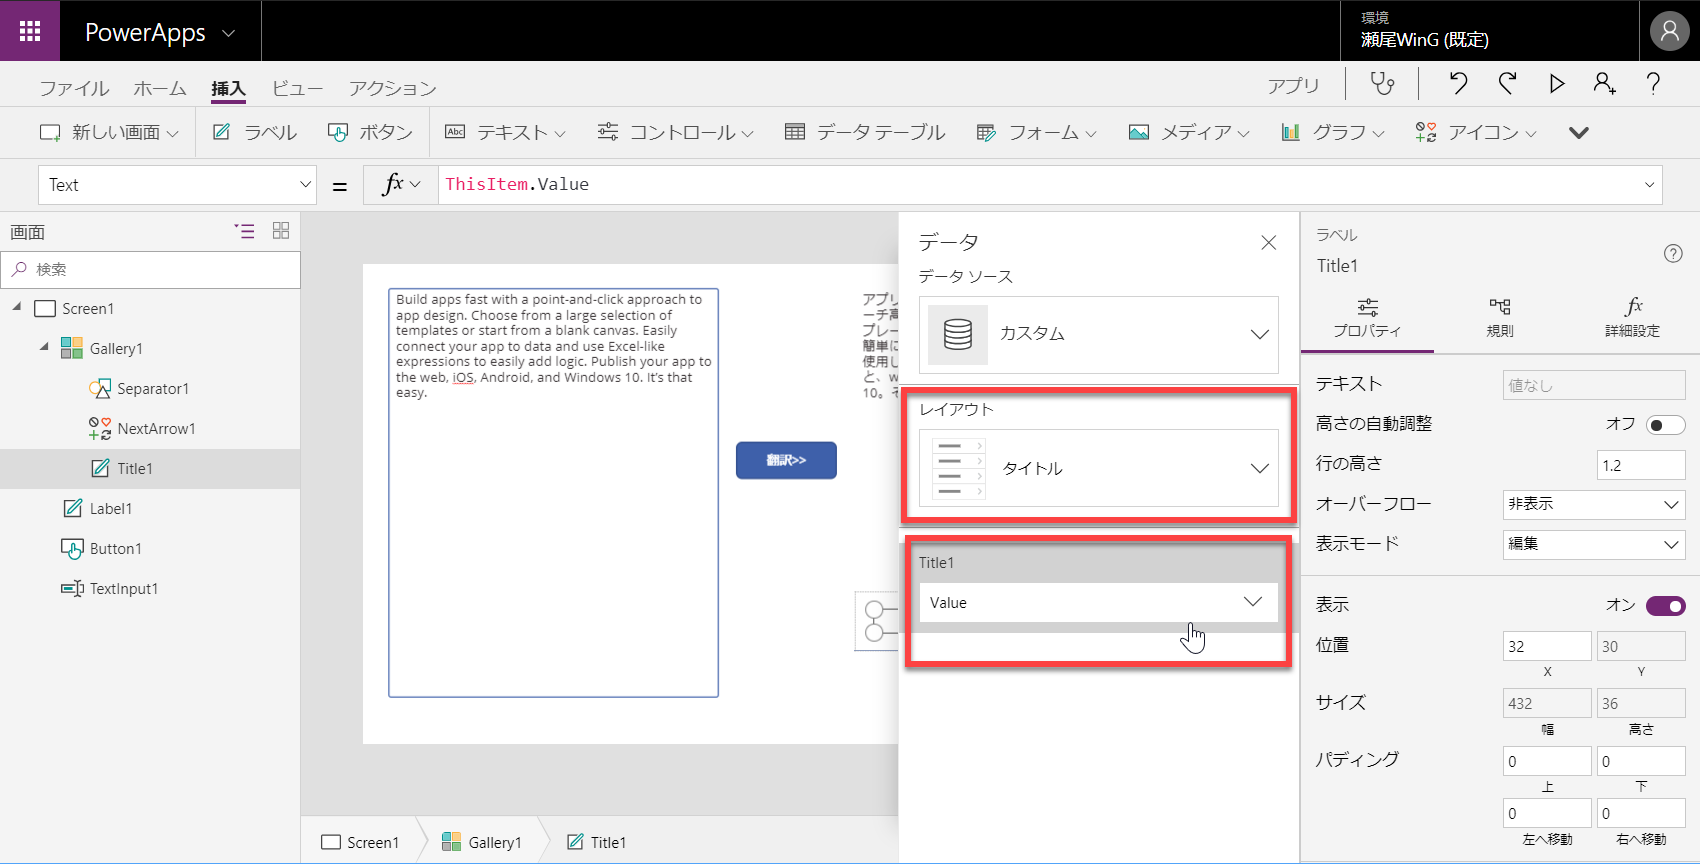 PowerApps
環境
瀬尾WinG (既定)
ファイル ホーム 挿入 ビュー アクション アプリ
新しい画面 ラベル ボタン Abc テキスト コントロール データ テーブル フォーム メディア グラフ アイコン
Text = fx ThisItem.Value
画面
検索
Screen1
Gallery1
Separator1
NextArrow1
Title1
Label1
Button1
TextInput1
Build apps fast with a point-and-click approach to
app design. Choose from a large selection of
templates or start from a blank canvas. Easily
connect your app to data and use Excel-like
expressions to easily add logic. Publish your app to
the web, iOS, Android, and Windows 10. It's that
easy.
翻訳>>
アプリ
ーチ高
プレー
簡単に
使用し
と、w
10。そ
Screen1 Gallery1 Title1
データ
データ ソース
カスタム
レイアウト
タイトル
Title1
Value
ラベル
Title1
プロパティ 規則 fx 詳細設定
テキスト 値なし
高さの自動調整 オフ
行の高さ 1.2
オーバーフロー 非表示
表示モード 編集
表示 オン
位置 32 30
X Y
サイズ 432 36
幅 高さ
パディング 0 0
上 下
0 0
左へ移動 右へ移動